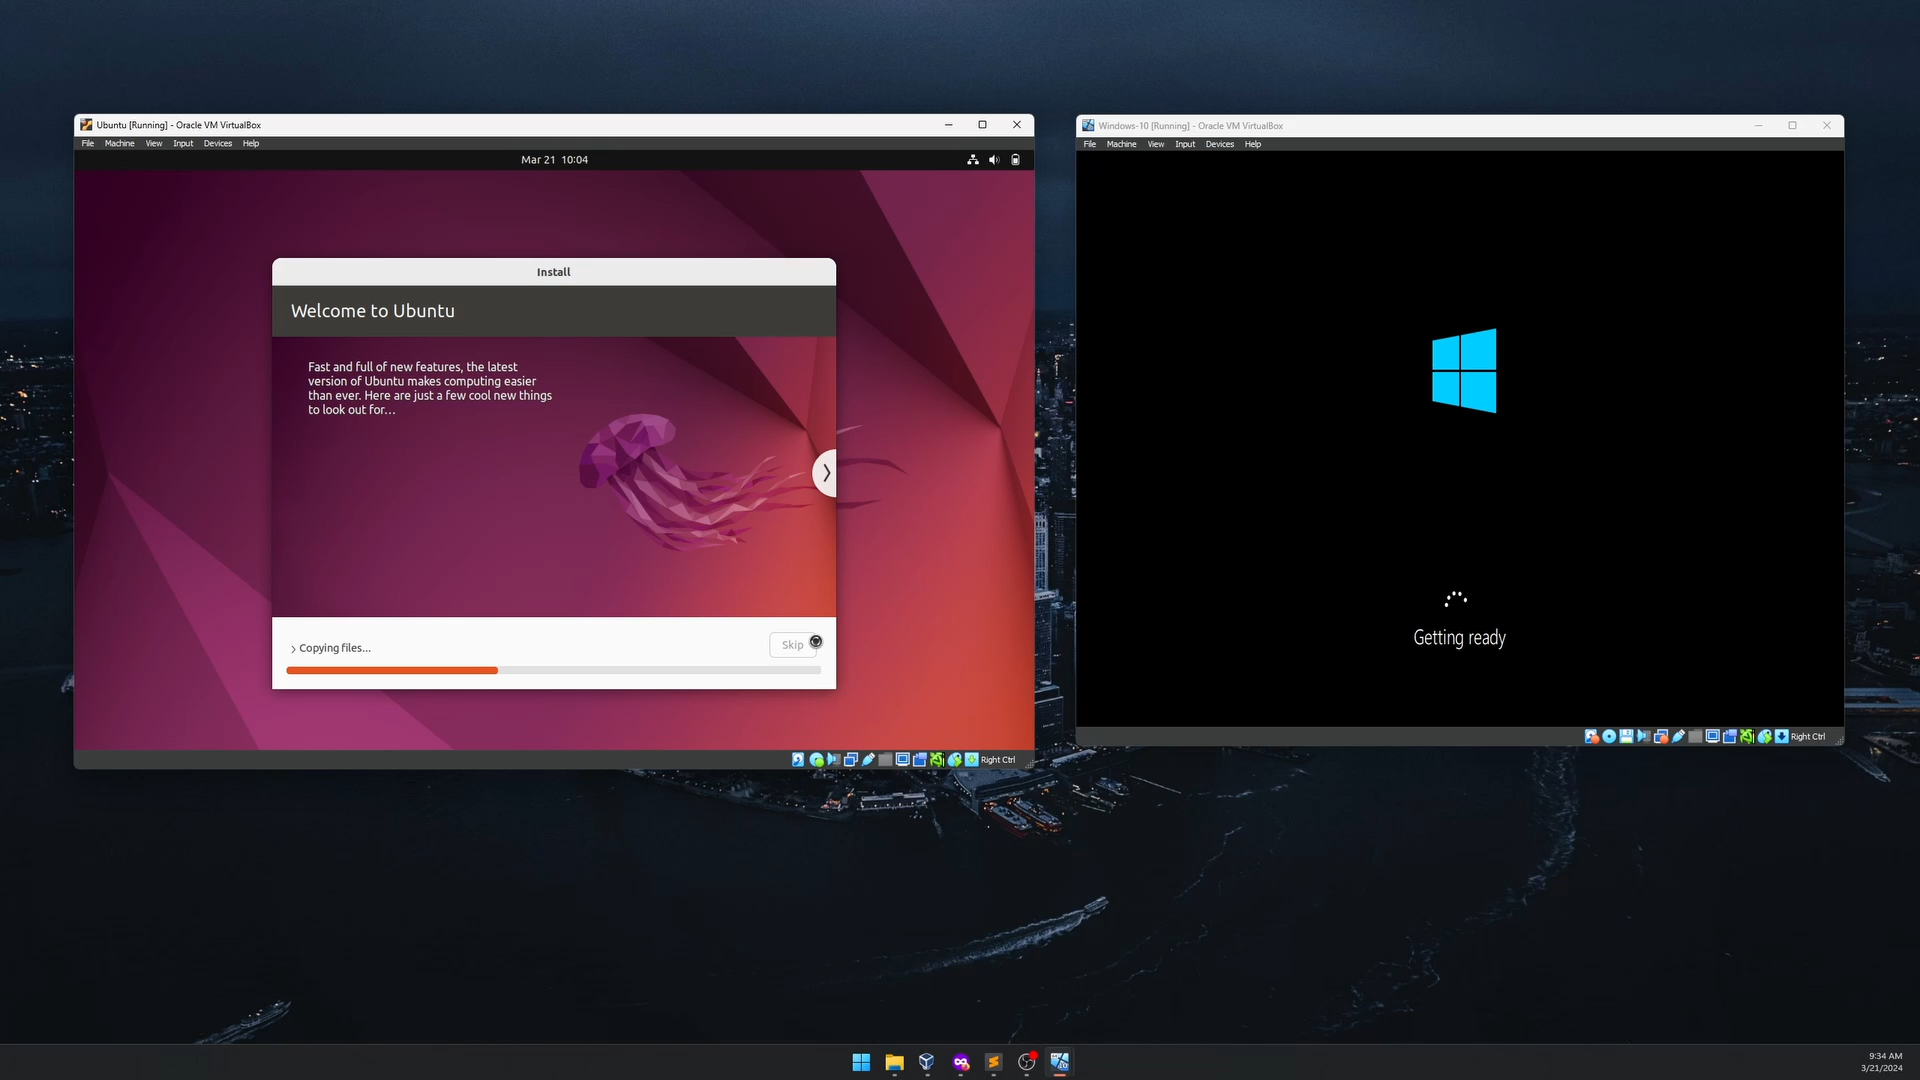 Ubuntu [Running] - Oracle VM VirtualBox
File Machine View Input Devices Help
Mar 21 10:04
Install
Welcome to Ubuntu
Fast and full of new features, the latest
version of Ubuntu makes computing easier
than ever. Here are just a few cool new things
to look out for...
Copying files...
Skip
Right Ctrl
Windows-10 [Running] - Oracle VM VirtualBox
File Machine View Input Devices Help
Getting ready
Right Ctrl
9:34 AM
3/21/2024